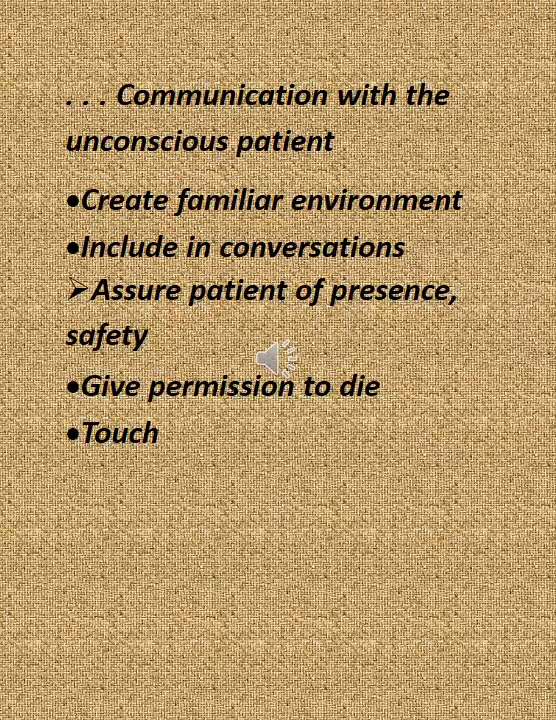 . . . Communication with the
unconscious patient
•Create familiar environment
•Include in conversations
➢Assure patient of presence,
safety
•Give permission to die
•Touch